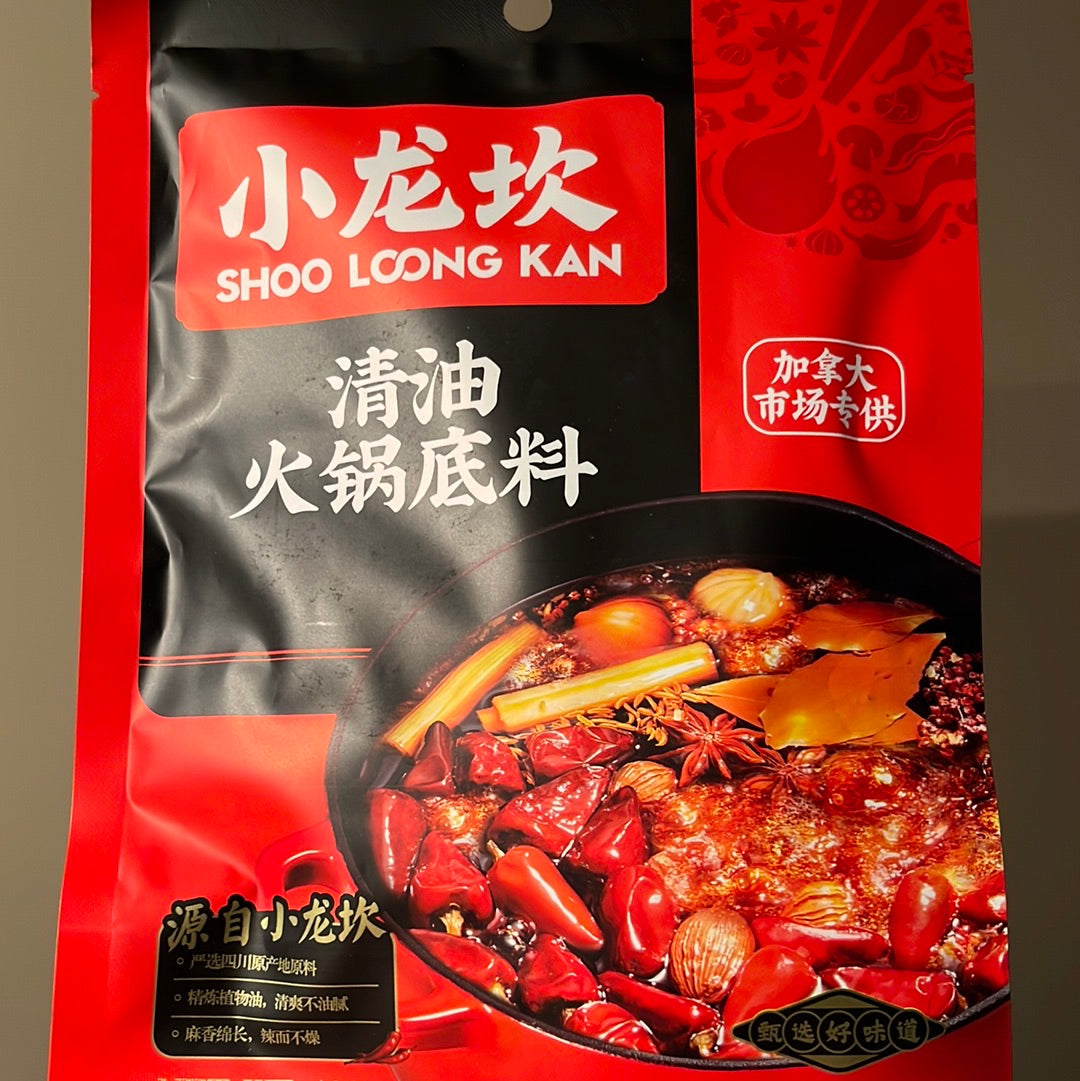 小龙坎
SHOO LOONG KAN
清油
火锅底料
加拿大
市场专供
源自小龙坎
严选四川原产地原料
精炼植物油，清爽不油腻
麻香绵长，辣而不燥
甄选好味道